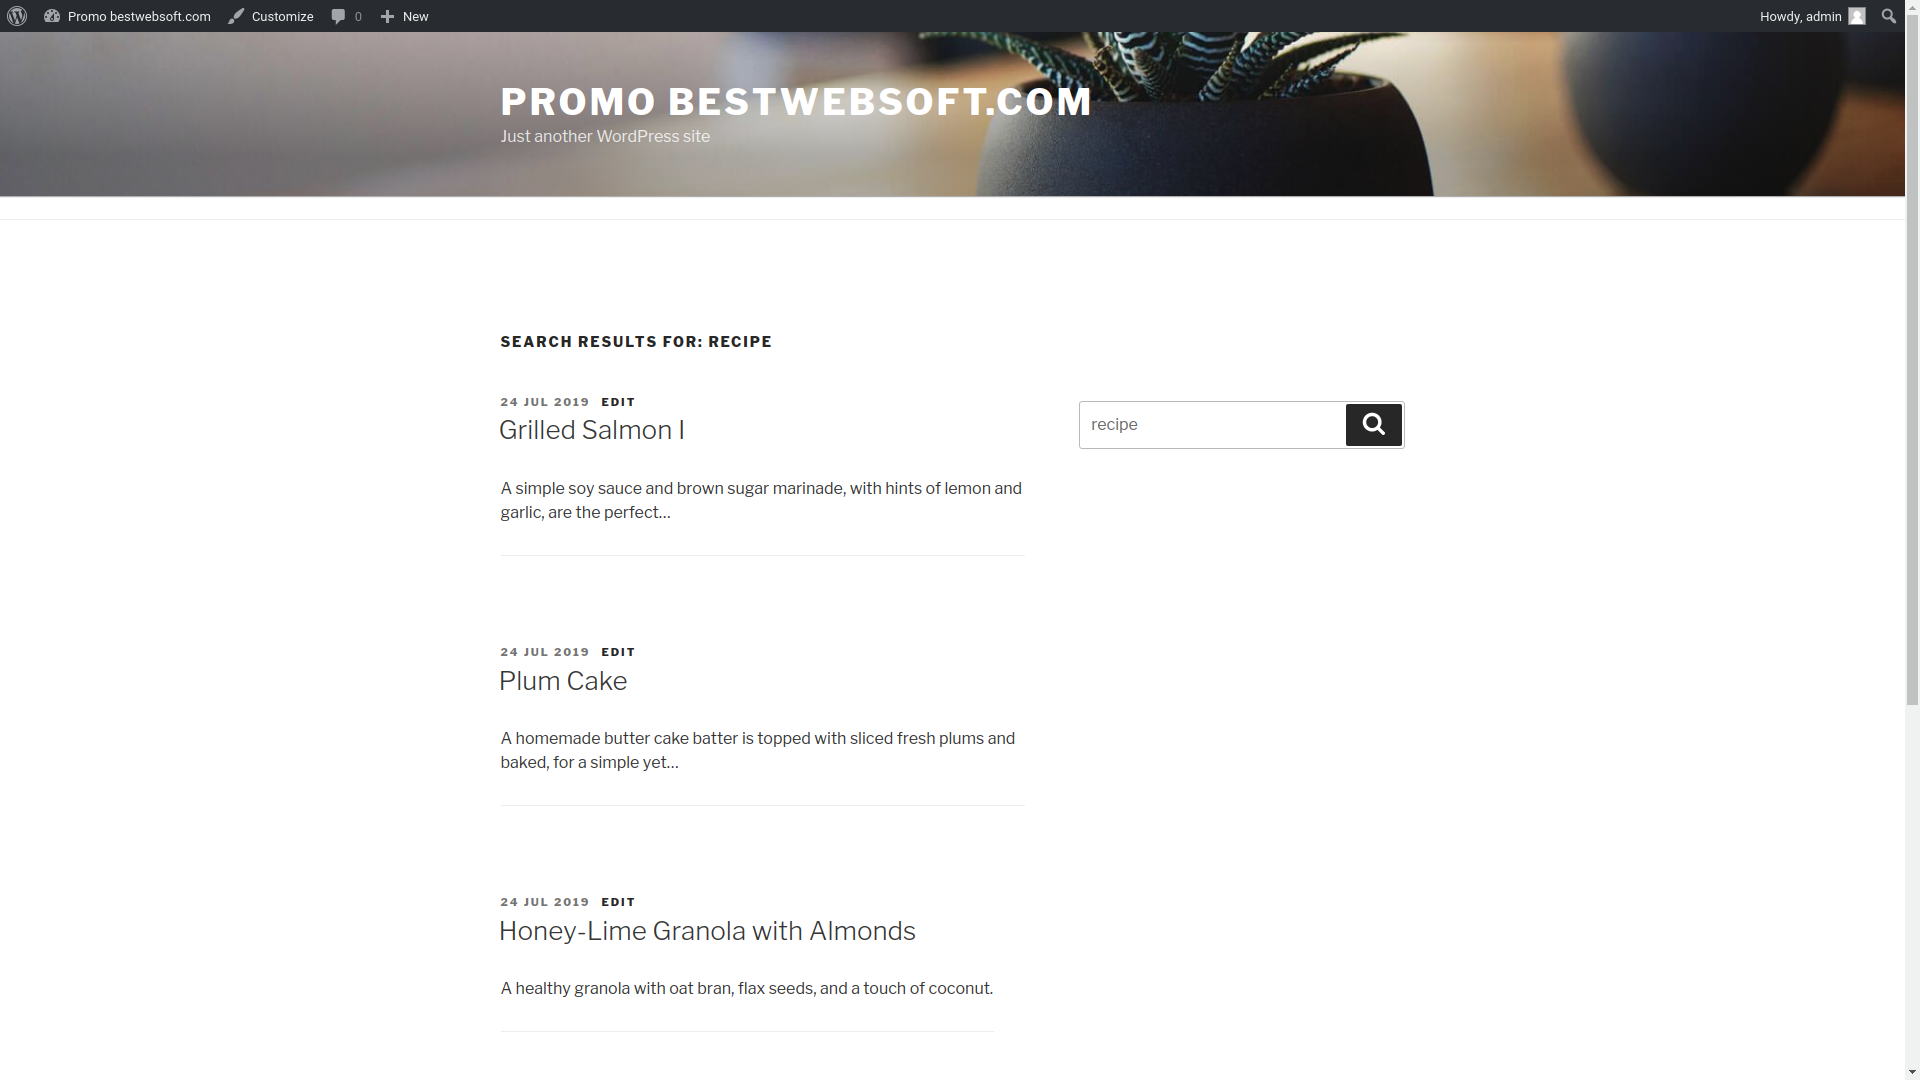 Promo bestwebsoft.com Customize 0 New Howdy, admin
PROMO BESTWEBSOFT.COM
Just another WordPress site
SEARCH RESULTS FOR: RECIPE
24 JUL 2019 EDIT
Grilled Salmon I
recipe
A simple soy sauce and brown sugar marinade, with hints of lemon and
garlic, are the perfect…
24 JUL 2019 EDIT
Plum Cake
A homemade butter cake batter is topped with sliced fresh plums and
baked, for a simple yet…
24 JUL 2019 EDIT
Honey-Lime Granola with Almonds
A healthy granola with oat bran, flax seeds, and a touch of coconut.